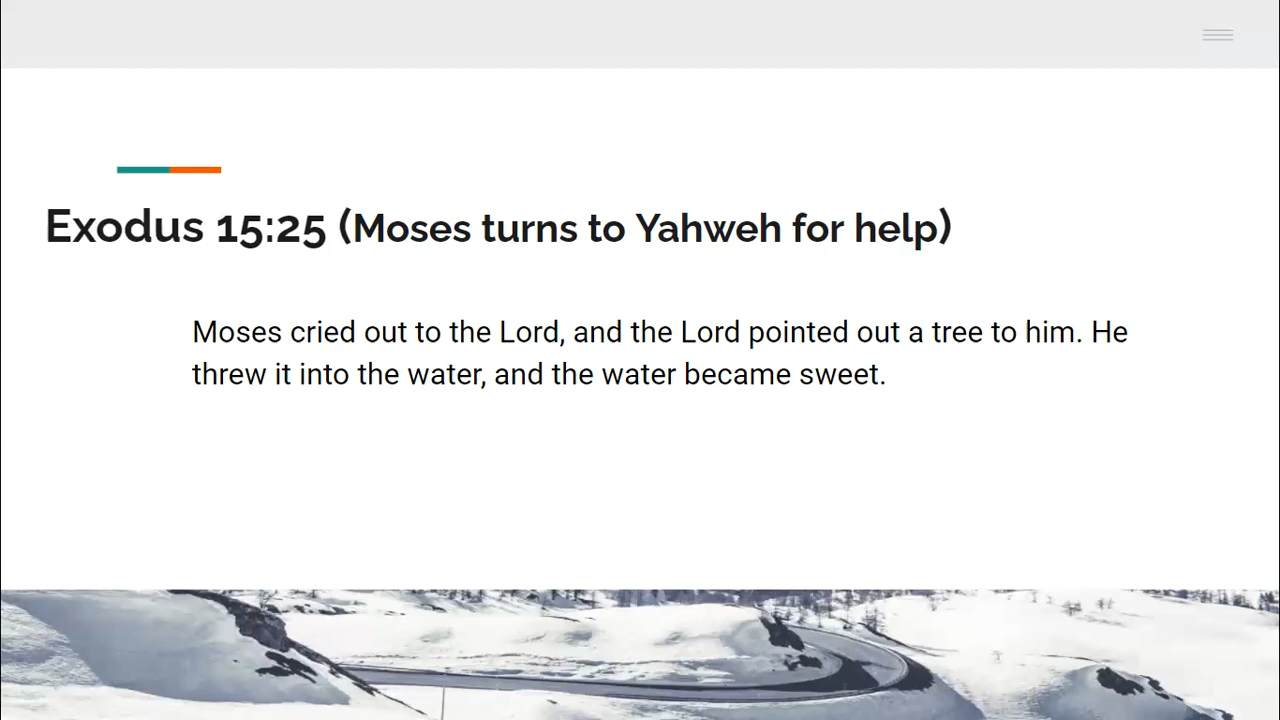 Exodus 15:25 (Moses turns to Yahweh for help)
Moses cried out to the Lord, and the Lord pointed out a tree to him. He
threw it into the water, and the water became sweet.